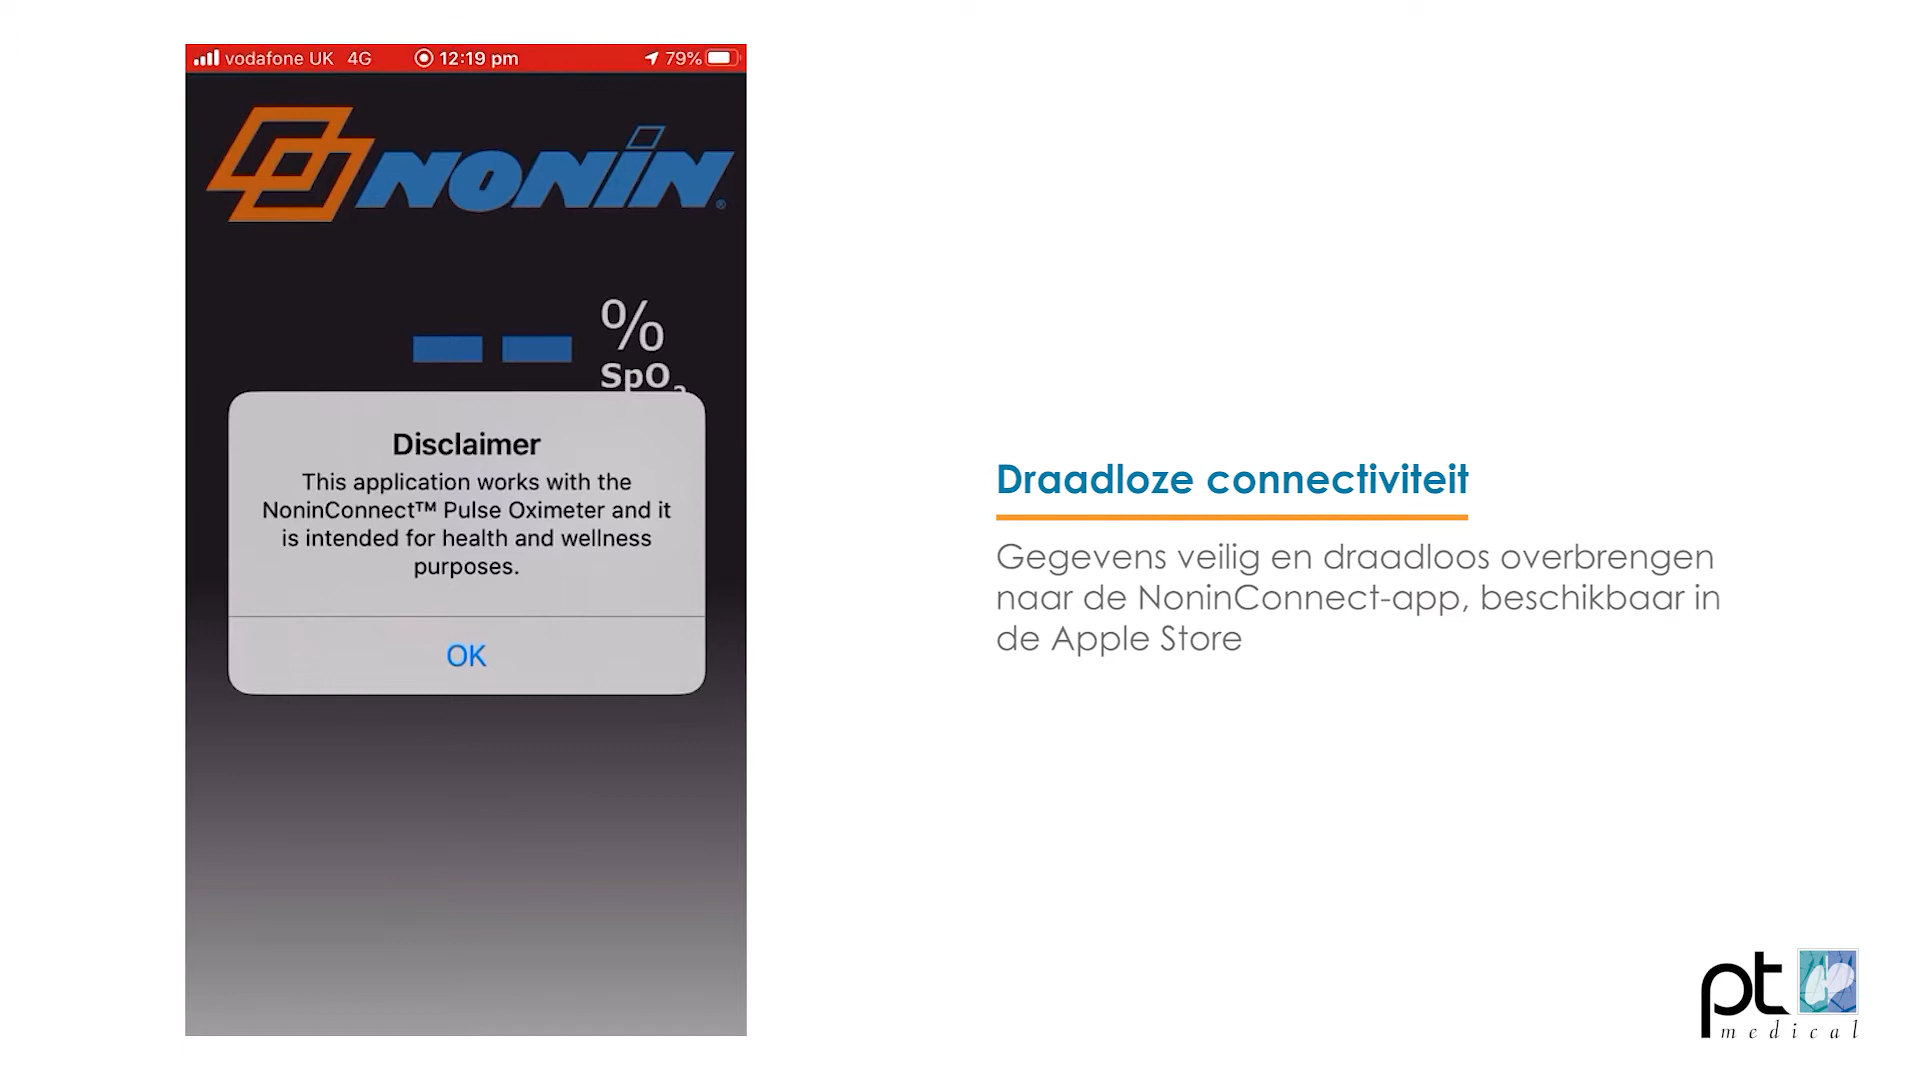 vodafone UK 4G 12:19 pm 79%
NONIN®
%
SpO2
Disclaimer
This application works with the
NoninConnect™ Pulse Oximeter and it
is intended for health and wellness
purposes.
OK
Draadloze connectiviteit
Gegevens veilig en draadloos overbrengen
naar de NoninConnect-app, beschikbaar in
de Apple Store
pt
medical